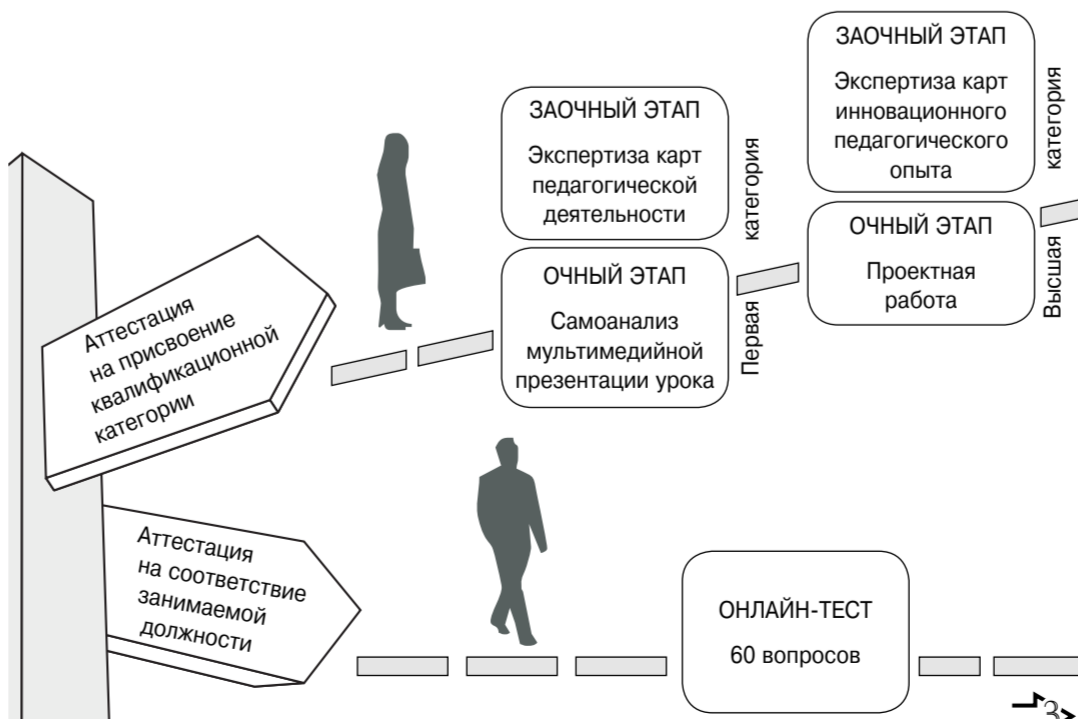 Аттестация
на присвоение
квалификационной
категории
ЗАОЧНЫЙ ЭТАП
Экспертиза карт
педагогической
деятельности
ОЧНЫЙ ЭТАП
Самоанализ
мультимедийной
презентации урока
Первая категория
ЗАОЧНЫЙ ЭТАП
Экспертиза карт
инновационного
педагогического
опыта
ОЧНЫЙ ЭТАП
Проектная
работа
Высшая категория
Аттестация
на соответствие
занимаемой
должности
ОНЛАЙН-ТЕСТ
60 вопросов
3